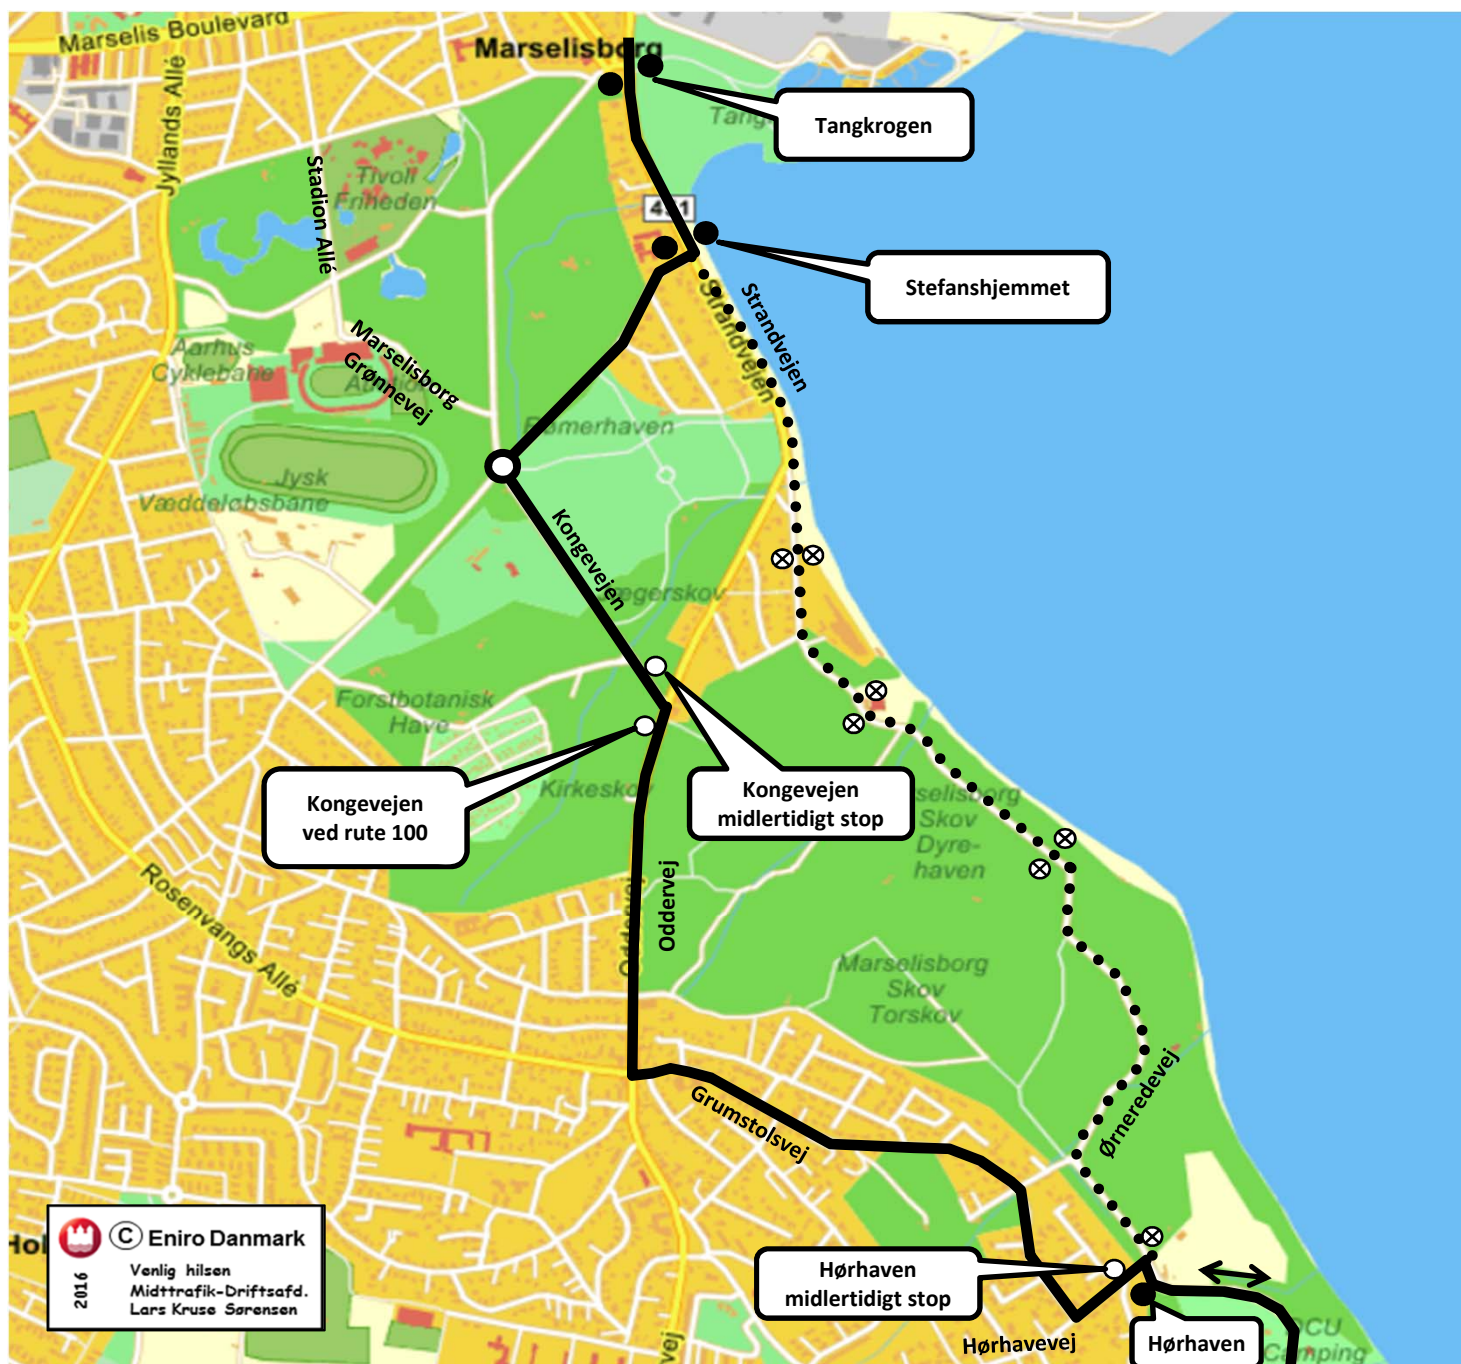 Marselis Boulevard
Marselisborg
Tangkrogen
Jyllands Allé
Stadion Allé
Tivoli
Friheden
451
Stefanshjemmet
Strandvejen
Strandvejen
Aarhus
Cyklebane
Marselisborg
Grønnevej
Rømerhaven
Jysk
Væddeløbsbane
Kongevejen
Forstbotanisk
Have
Kirkeskov
Kongevejen
ved rute 100
Kongevejen
midlertidigt stop
Skov
Dyre-
haven
Rosenvangs Allé
Oddervej
Oddervej
Marselisborg
Skov
Torskov
Ørneredevej
Grumstolsvej
Hørhaven
midlertidigt stop
Hørhavevej
Hørhaven
DCU
Camping
C Eniro Danmark
2016
Venlig hilsen
Midttrafik-Driftsafd.
Lars Kruse Sørensen